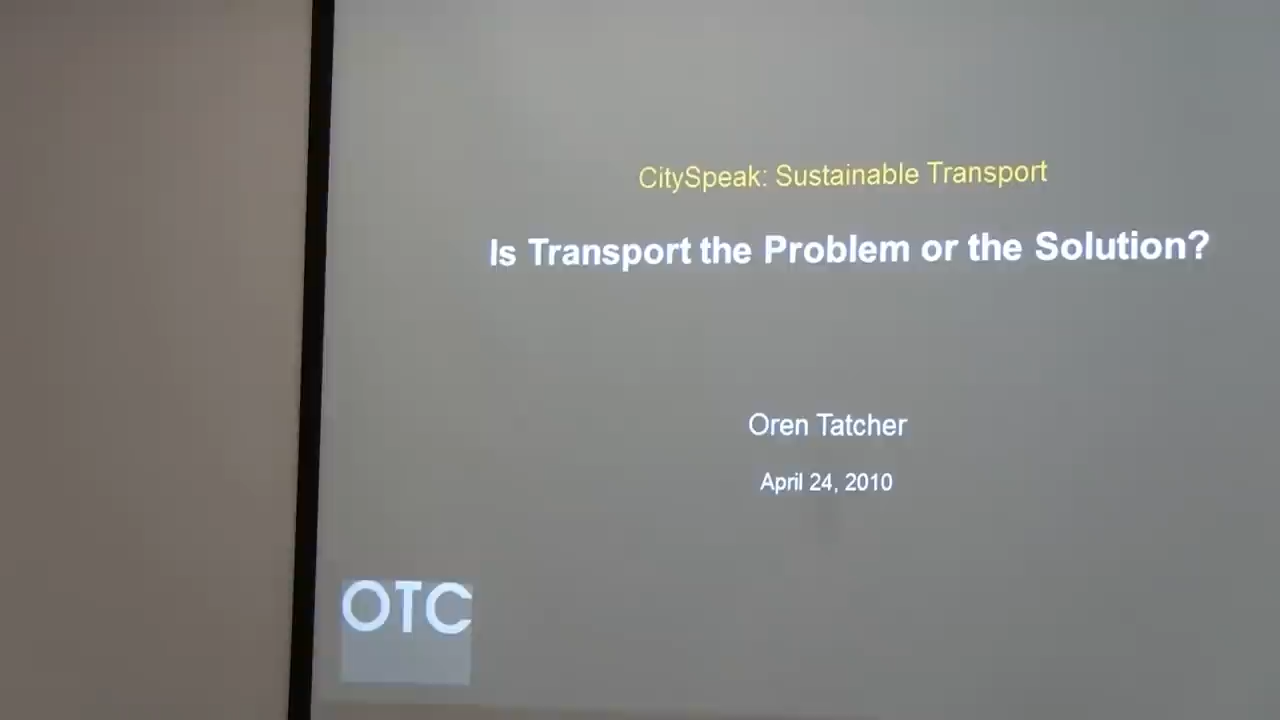 CitySpeak: Sustainable Transport
Is Transport the Problem or the Solution?
Oren Tatcher
April 24, 2010
OTC